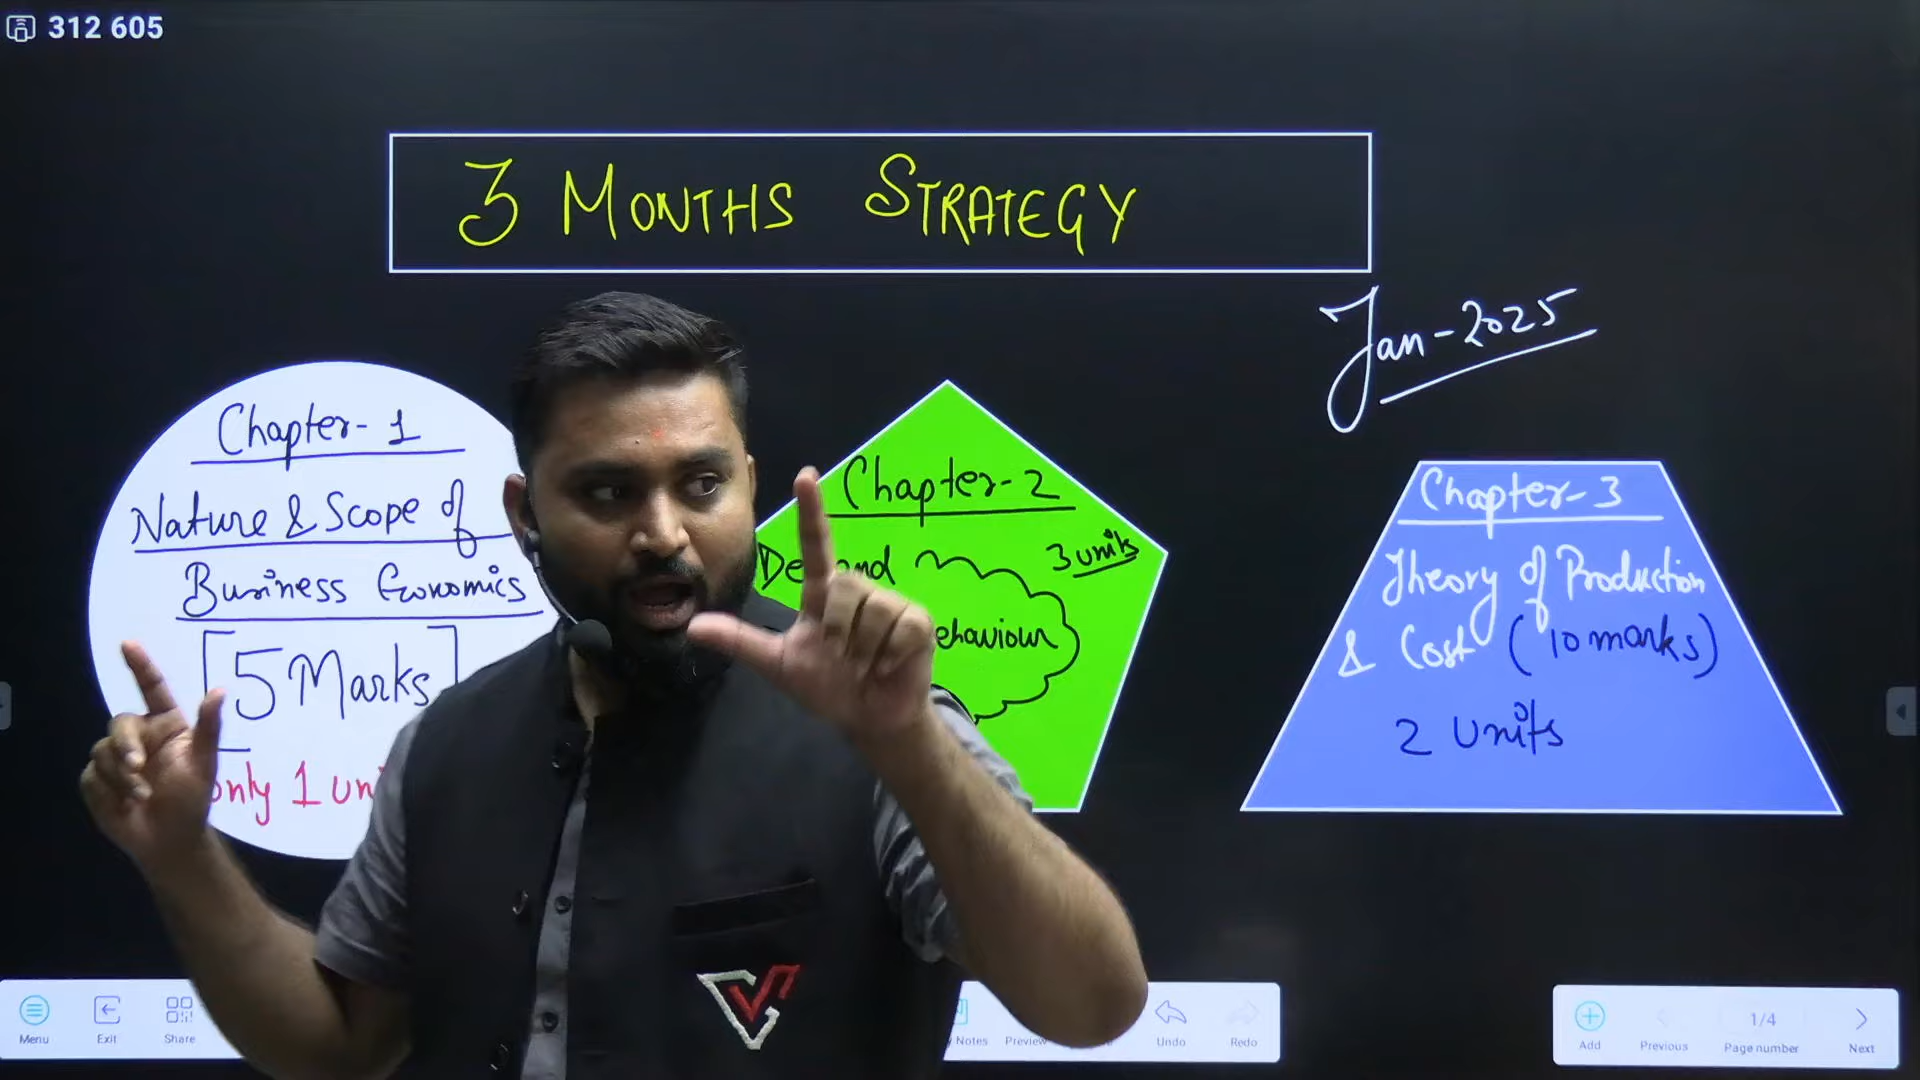 312 605
3 MONTHS STRATEGY
Jan-2025
Chapter- 1
Nature & Scope of
Business Economics
[5 Marks]
only 1
Chapter-2
3 units
Chapter-3
Theory of Production
& Cost (10 marks)
2 units
Menu
Exit
Share
Notes
Preview
Undo
Redo
Add
Previous
1/4
Page number
Next